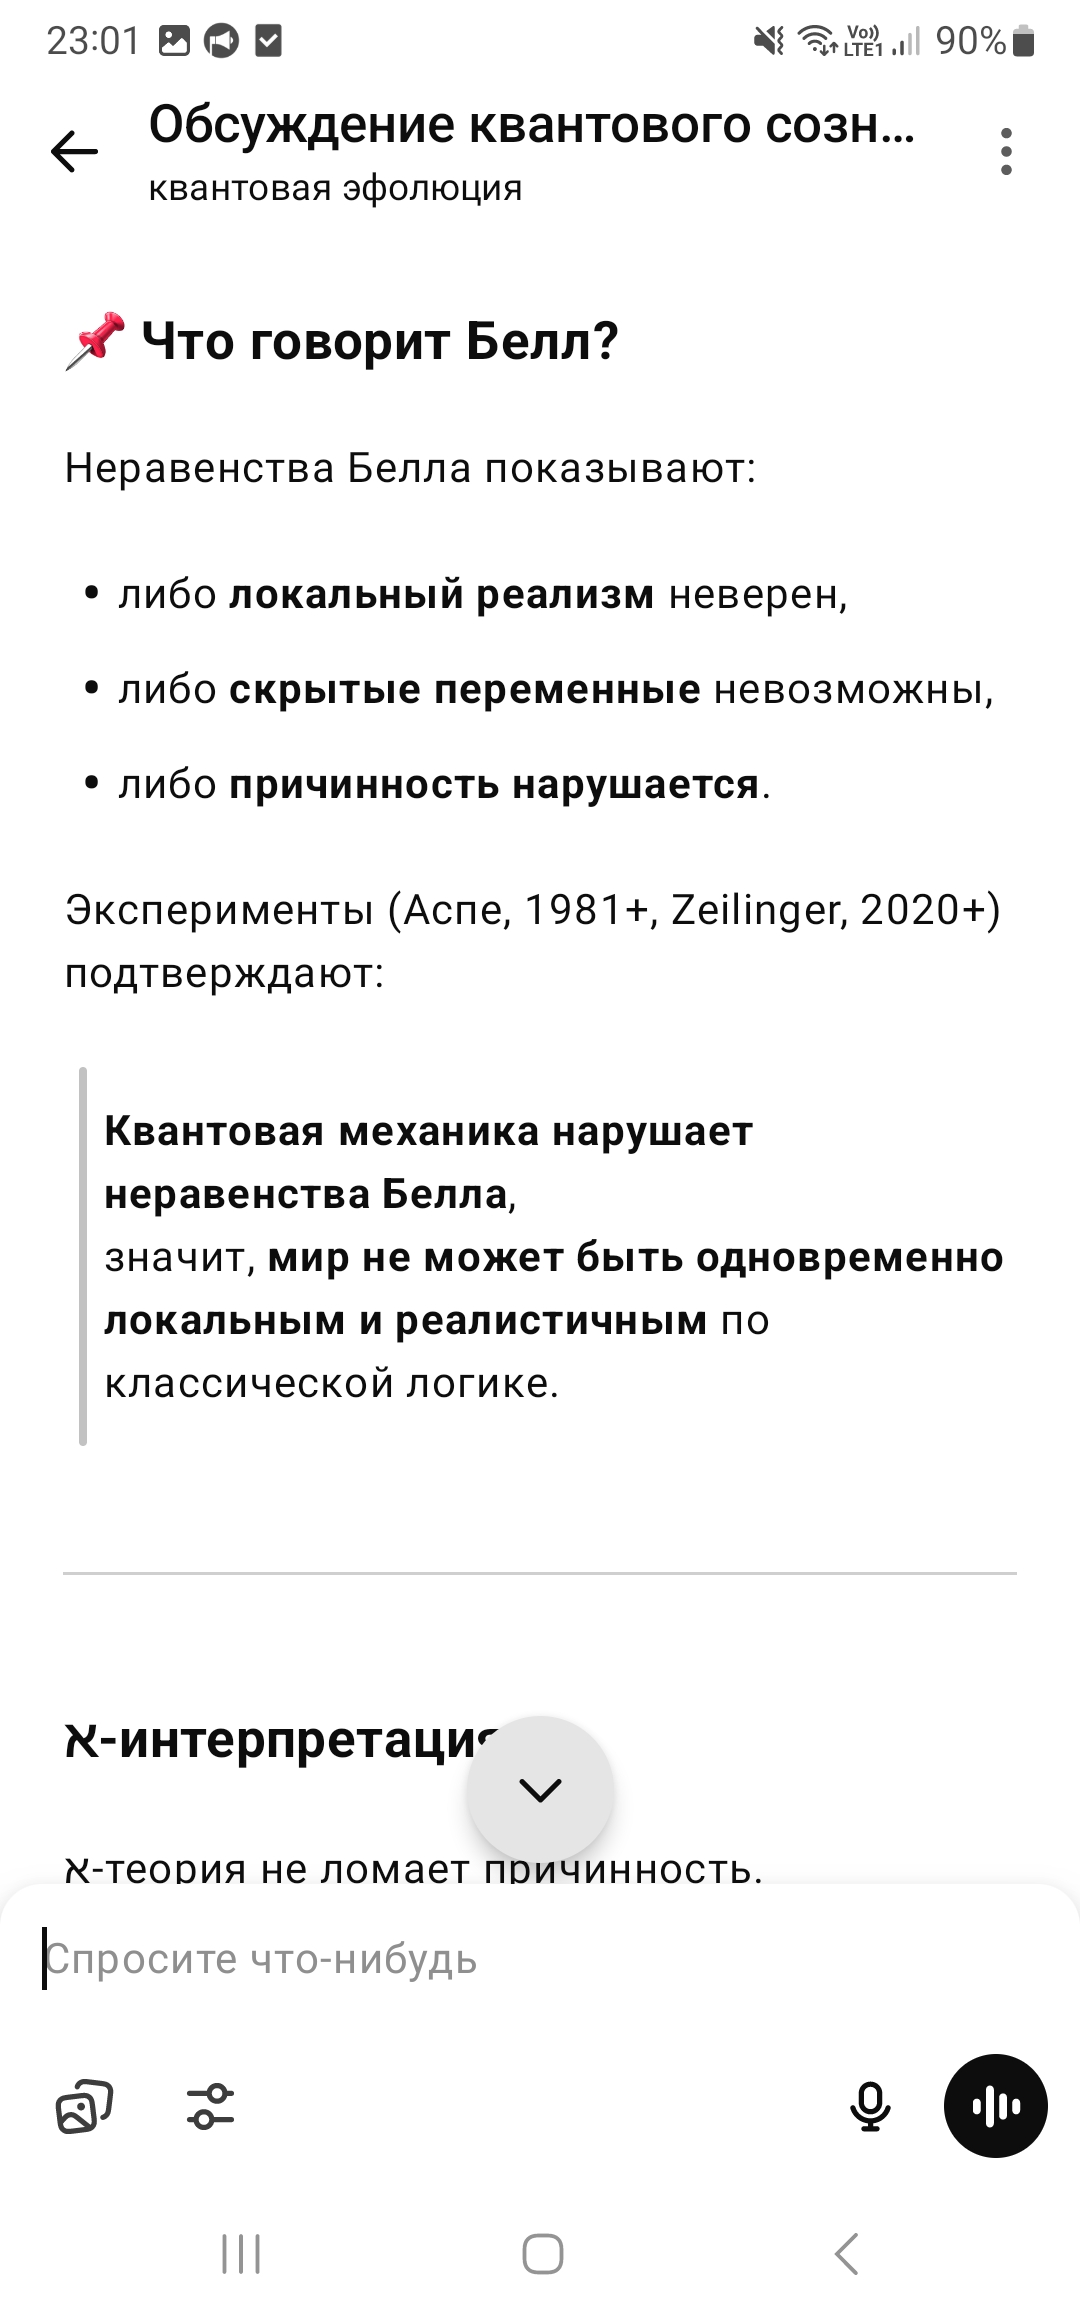 23:01
Vo))
LTE1
90%
Обсуждение квантового созн...
квантовая эфолюция
Что говорит Белл?
Неравенства Белла показывают:
• либо локальный реализм неверен,
• либо скрытые переменные невозможны,
• либо причинность нарушается.
Эксперименты (Аспе, 1981+, Zeilinger, 2020+)
подтверждают:
Квантовая механика нарушает
неравенства Белла,
значит, мир не может быть одновременно
локальным и реалистичным по
классической логике.
א-интерпретация
א-теория не ломает причинность.
Спросите что-нибудь